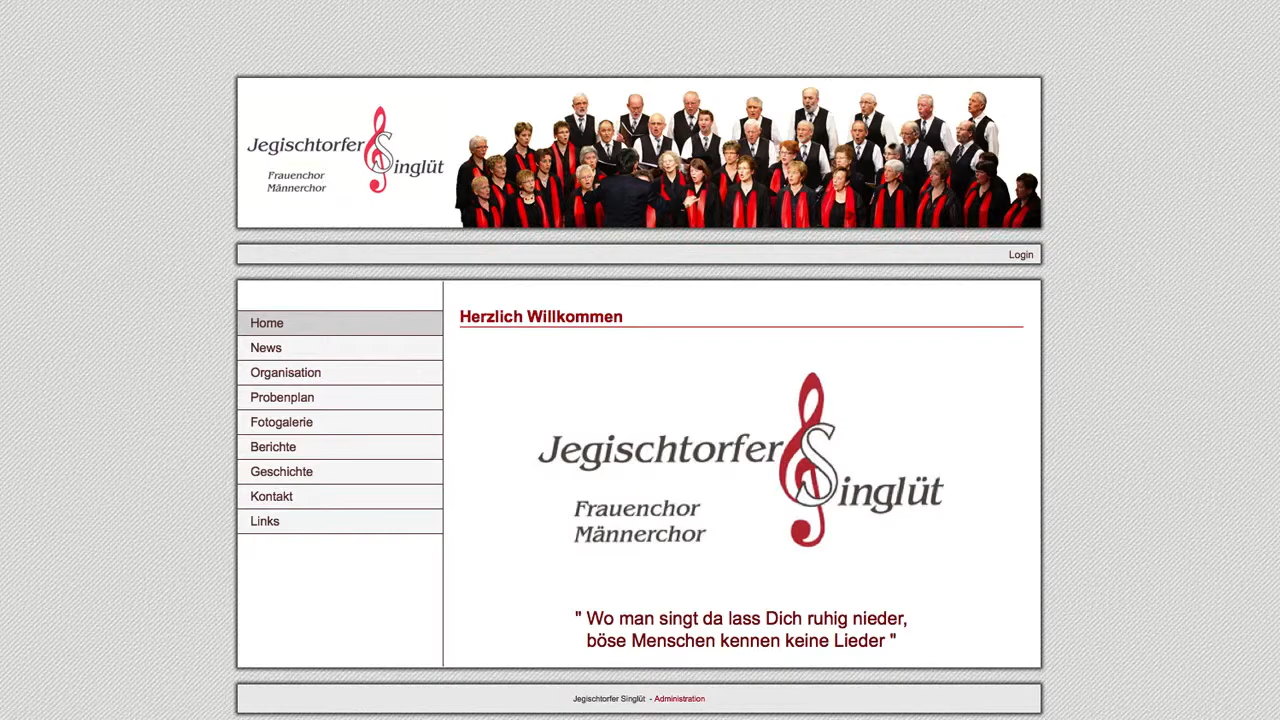 Jegischtorfer Singlüt
Frauenchor
Männerchor
Login
Home
News
Organisation
Probenplan
Fotogalerie
Berichte
Geschichte
Kontakt
Links
Herzlich Willkommen
Jegischtorfer
Singlüt
Frauenchor
Männerchor
" Wo man singt da lass Dich ruhig nieder,
böse Menschen kennen keine Lieder "
Jegischtorfer Singlüt - Administration